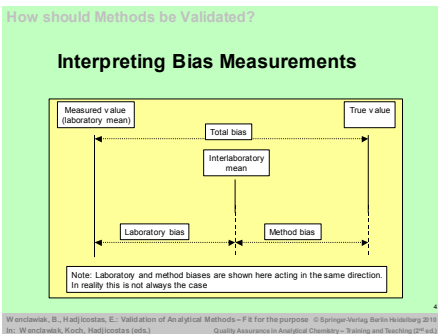 How should Methods be Validated?
Interpreting Bias Measurements
Measured value
(laboratory mean)
True value
Total bias
Interlaboratory
mean
Laboratory bias
Method bias
Note: Laboratory and method biases are shown here acting in the same direction.
In reality this is not always the case
4
Wenclawiak, B., Hadjicostas, E.: Validation of Analytical Methods – Fit for the purpose © Springer-Verlag, Berlin Heidelberg 2010
In: Wenclawiak, Koch, Hadjicostas (eds.) Quality Assurance in Analytical Chemistry – Training and Teaching (2nd ed.)